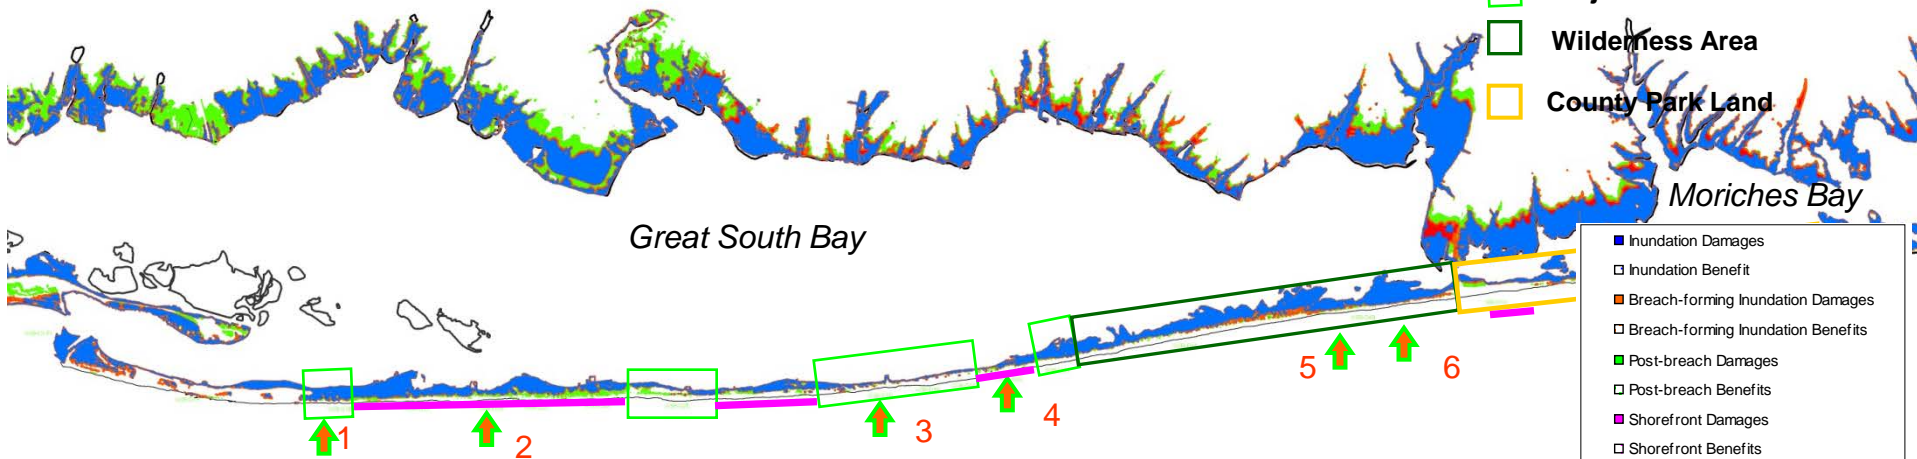 Wilderness Area
County Park Land
Moriches Bay
Great South Bay
Inundation Damages
Inundation Benefit
Breach-forming Inundation Damages
Breach-forming Inundation Benefits
Post-breach Damages
Post-breach Benefits
Shorefront Damages
Shorefront Benefits
1
2
3
4
5
6